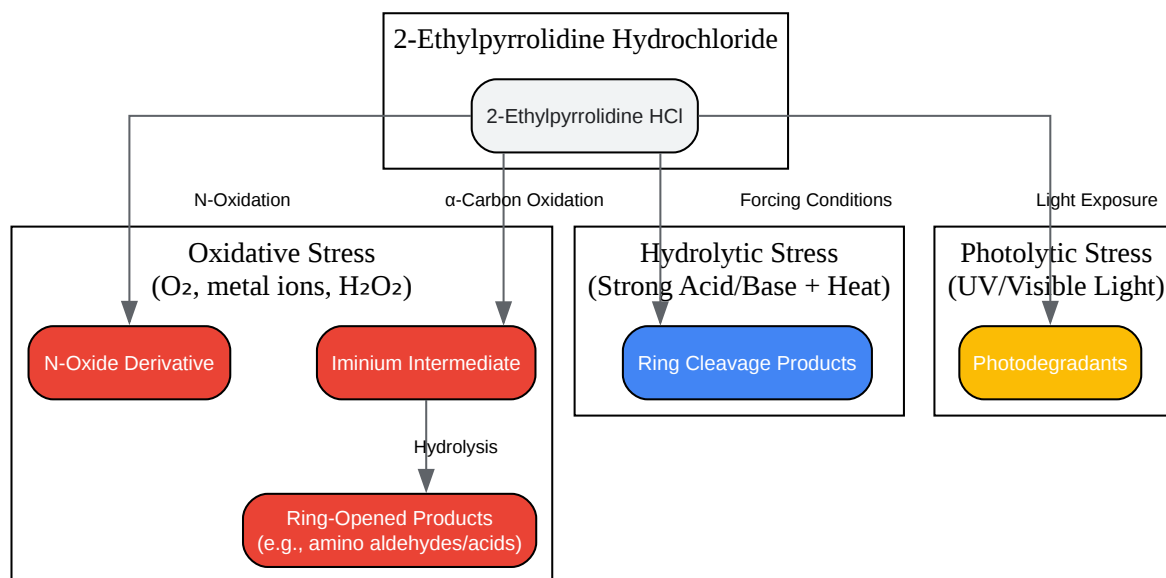 2-Ethylpyrrolidine Hydrochloride
2-Ethylpyrrolidine HCl
N-Oxidation
α-Carbon Oxidation
Forcing Conditions
Light Exposure
Oxidative Stress
(O₂, metal ions, H₂O₂)
Hydrolytic Stress
(Strong Acid/Base + Heat)
Photolytic Stress
(UV/Visible Light)
N-Oxide Derivative
Iminium Intermediate
Ring Cleavage Products
Photodegradants
Hydrolysis
Ring-Opened Products
(e.g., amino aldehydes/acids)